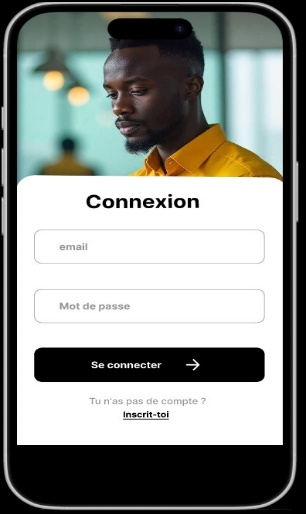 Connexion
email
Mot de passe
Se connecter
Tu n'as pas de compte ?
Inscrit-toi